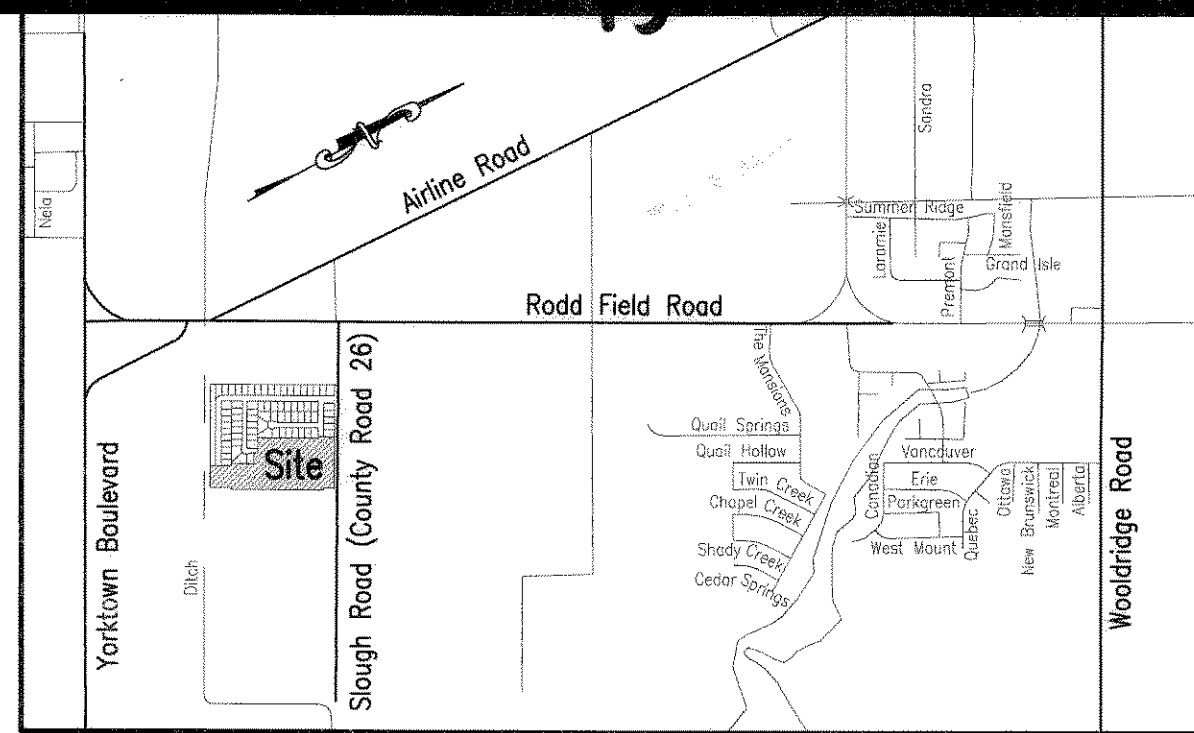 Sandra
Airline Road
Nela
Summer Ridge
Mansfield
Laramie
Grand Isle
Premont
Rodd Field Road
The Mansions
Slough Road (County Road 26)
Yorktown Boulevard
Site
Ditch
Quail Springs
Quail Hollow
Twin Creek
Chapel Creek
Shady Creek
Cedar Springs
Canadian
Vancouver
Erie
Parkgreen
West Mount
Quebec
Ottawa
New Brunswick
Montreal
Alberta
Wooldridge Road